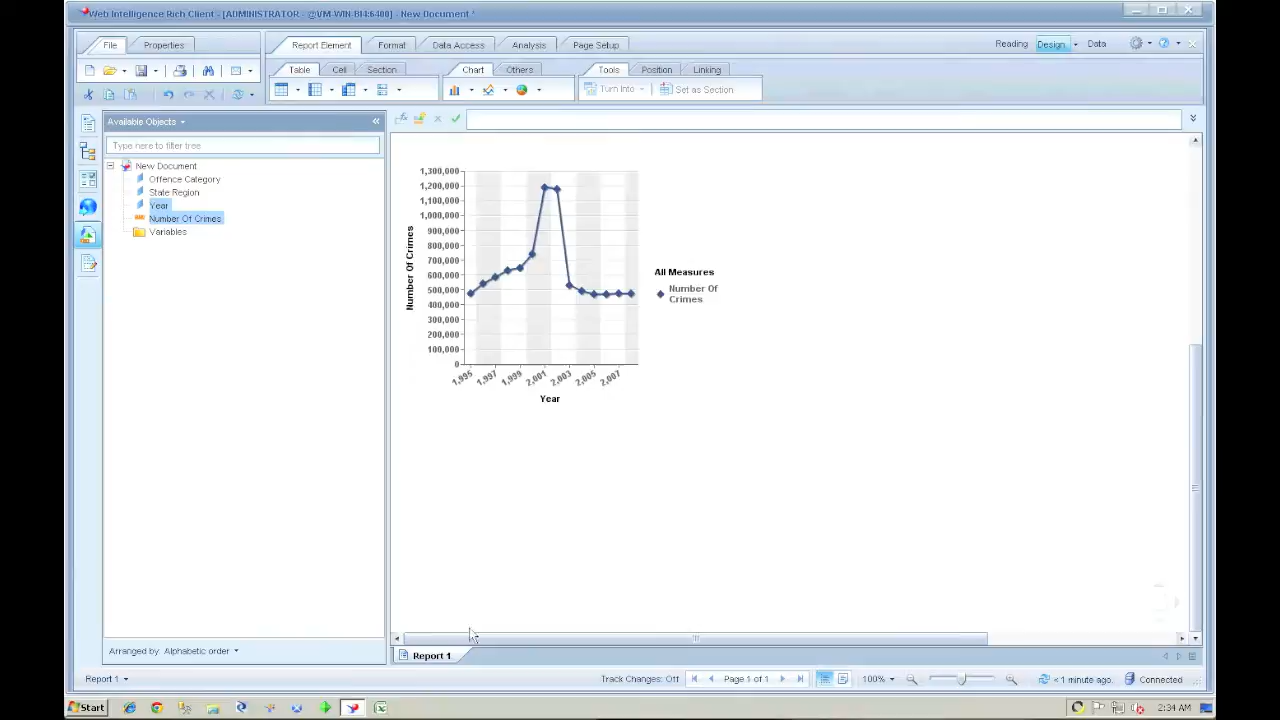 Web Intelligence Rich Client - [ADMINISTRATOR - @VM-WIN-BI4:6400] - New Document *
File Properties Report Element Format Data Access Analysis Page Setup Reading Design Data
Table Cell Section Chart Others Tools Position Linking
Turn Into Set as Section
Available Objects
Type here to filter tree
New Document
Offence Category
State Region
Year
Number Of Crimes
Variables
1,300,000
1,200,000
1,100,000
1,000,000
900,000
800,000
700,000
600,000
500,000
400,000
300,000
200,000
100,000
0
Number Of Crimes
1,995 1,997 1,999 2,001 2,003 2,005 2,007
Year
All Measures
Number Of
Crimes
Arranged by: Alphabetic order
Report 1
Report 1 Track Changes: Off Page 1 of 1 100% < 1 minute ago Connected
Start 2:34 AM